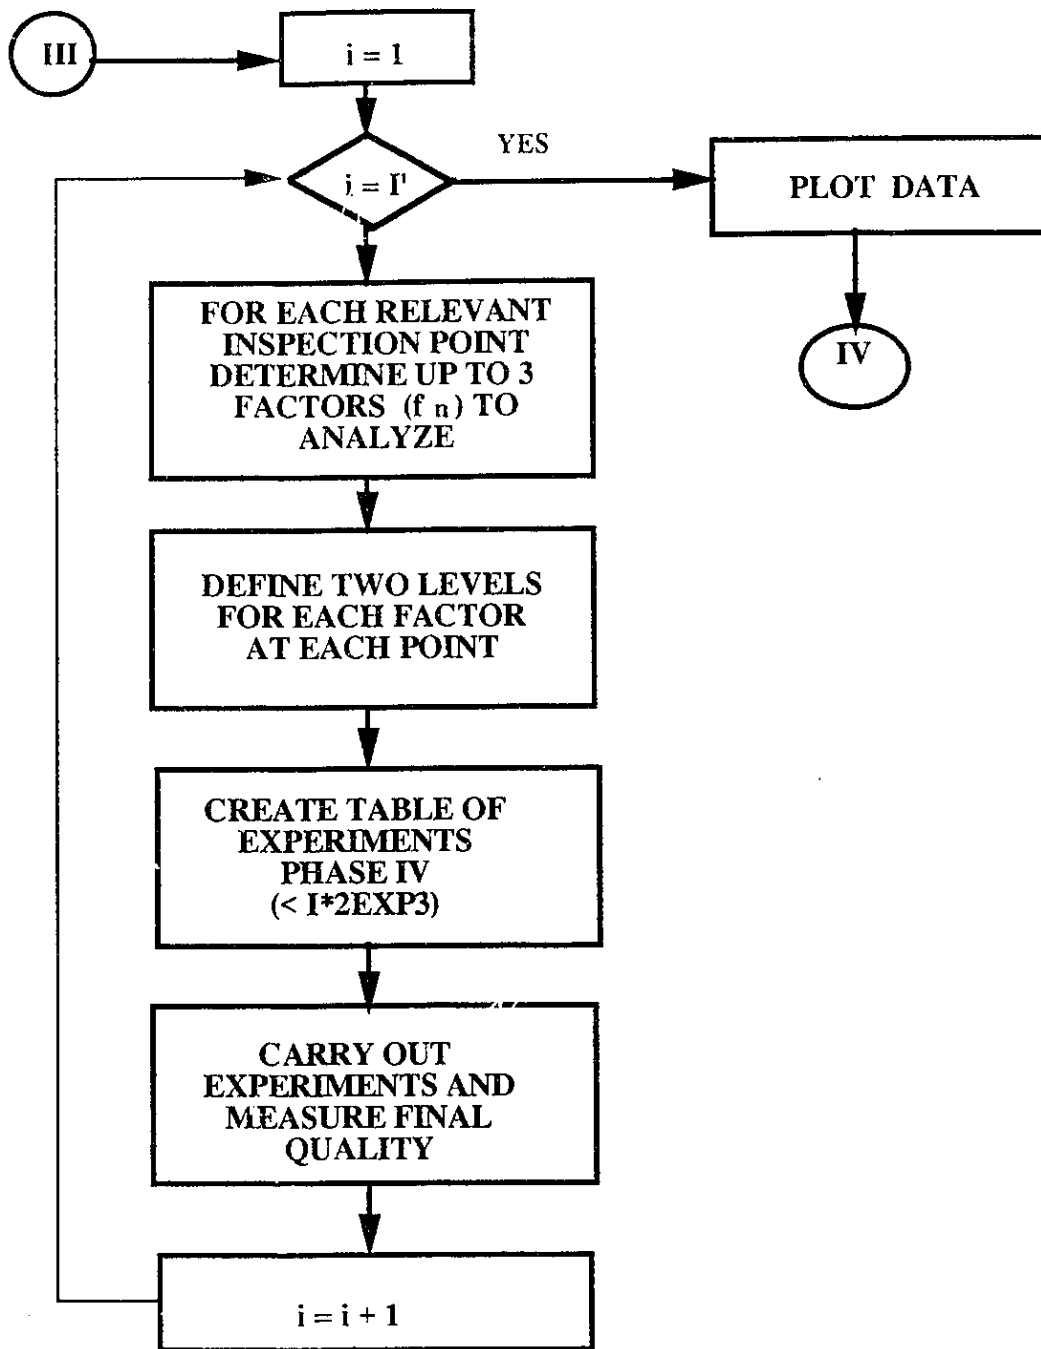 III
i = 1
YES
i = I'
PLOT DATA
IV
FOR EACH RELEVANT
INSPECTION POINT
DETERMINE UP TO 3
FACTORS (f n) TO
ANALYZE
DEFINE TWO LEVELS
FOR EACH FACTOR
AT EACH POINT
CREATE TABLE OF
EXPERIMENTS
PHASE IV
(< I*2EXP3)
CARRY OUT
EXPERIMENTS AND
MEASURE FINAL
QUALITY
i = i + 1